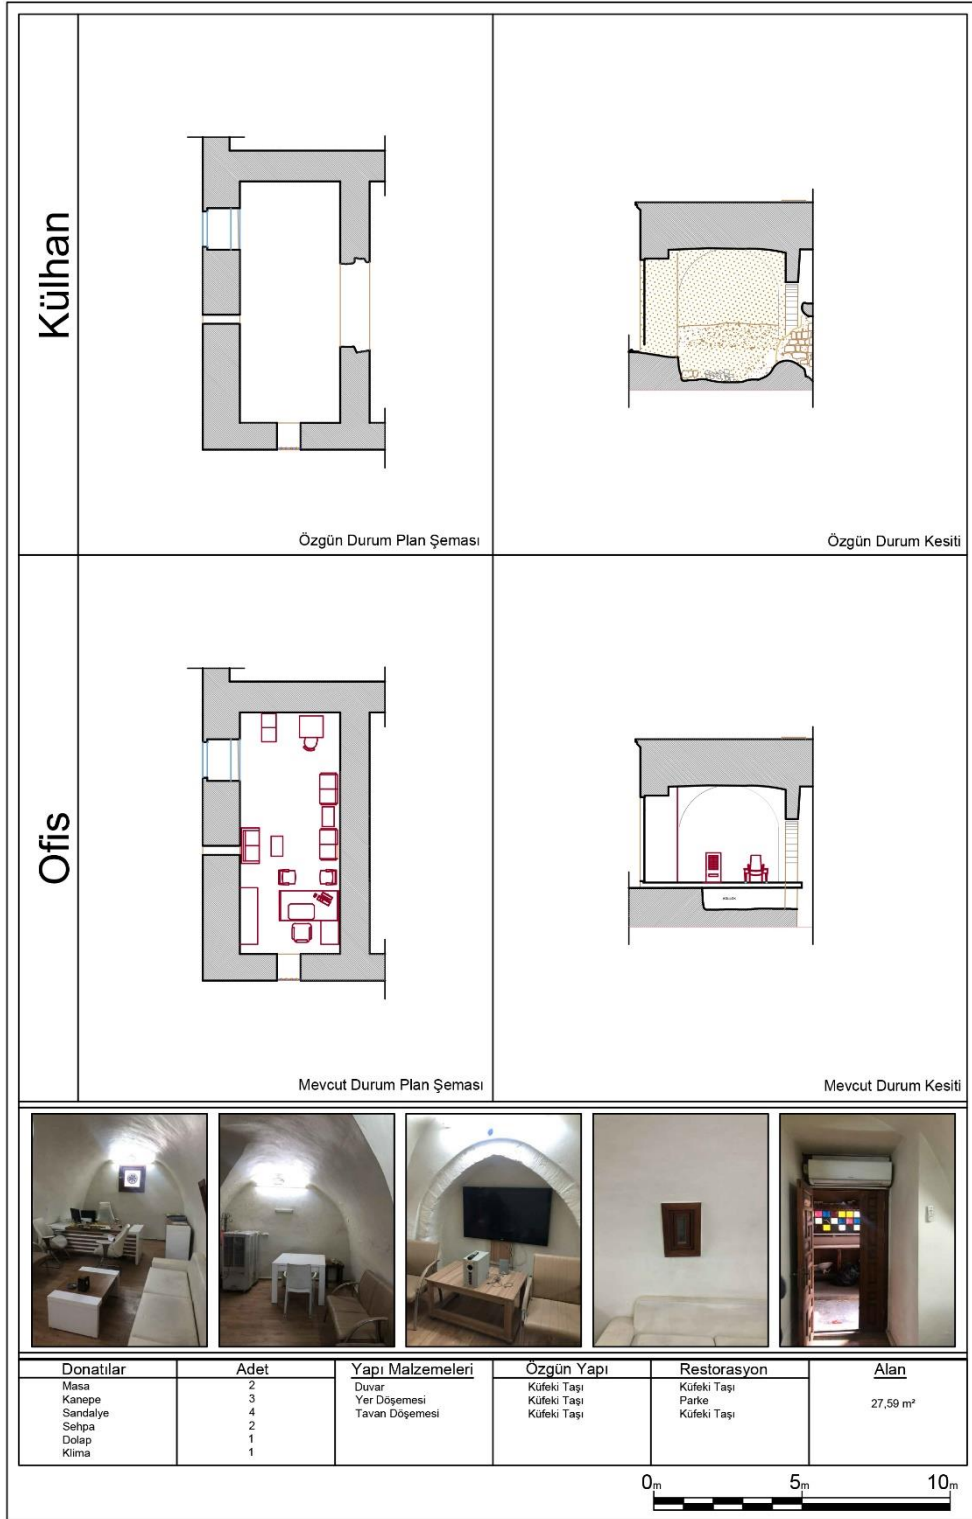 Külhan
Özgün Durum Plan Şeması
Özgün Durum Kesiti
Ofis
Mevcut Durum Plan Şeması
Mevcut Durum Kesiti
Donatılar Adet Yapı Malzemeleri Özgün Yapı Restorasyon Alan
Masa 2 Duvar Küfeki Taşı Küfeki Taşı 27,59 m²
Kanepe 3 Yer Döşemesi Küfeki Taşı Parke
Sandalye 4 Tavan Döşemesi Küfeki Taşı Küfeki Taşı
Sehpa 2
Dolap 1
Klima 1
0m 5m 10m